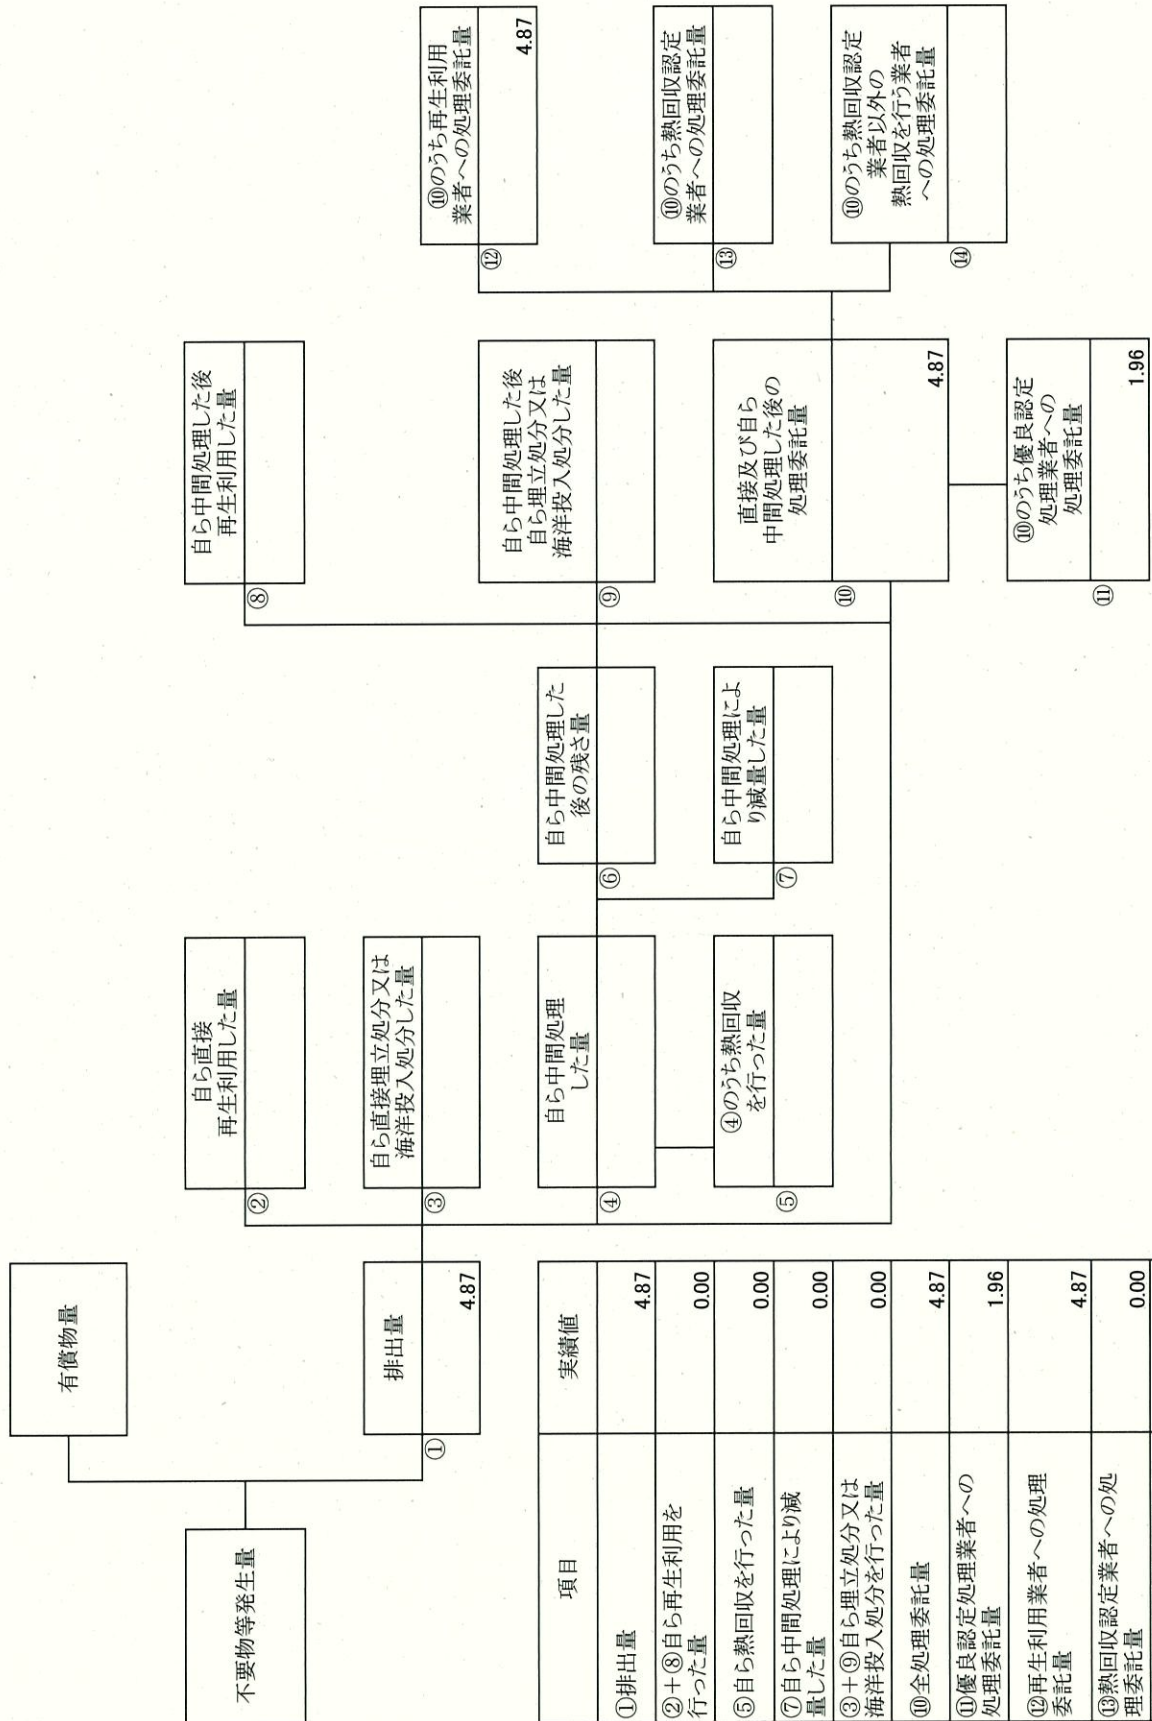 不要物等発生量
有償物量
排出量
①
4.87
自ら直接
再生利用した量
②
自ら直接埋立処分又は
海洋投入処分した量
③
自ら中間処理
した量
④
④のうち熱回収
を行った量
⑤
自ら中間処理した
後の残さ量
⑥
自ら中間処理によ
り減量した量
⑦
自ら中間処理した後
再生利用した量
⑧
自ら中間処理した後
自ら埋立処分又は
海洋投入処分した量
⑨
直接及び自ら
中間処理した後の
処理委託量
⑩
4.87
⑩のうち優良認定
処理業者への
処理委託量
⑪
1.96
⑩のうち再生利用
業者への処理委託量
⑫
4.87
⑩のうち熱回収認定
業者への処理委託量
⑬
⑩のうち熱回収認定
業者以外の
熱回収を行う業者
への処理委託量
⑭
項目 実績値
①排出量 4.87
②+⑧自ら再生利用を
行った量 0.00
⑤自ら熱回収を行った量 0.00
⑦自ら中間処理により減
量した量 0.00
③+⑨自ら埋立処分又は
海洋投入処分を行った量 0.00
⑩全処理委託量 4.87
⑪優良認定処理業者への
処理委託量 1.96
⑫再生利用業者への処理
委託量 4.87
⑬熱回収認定業者への処
理委託量 0.00